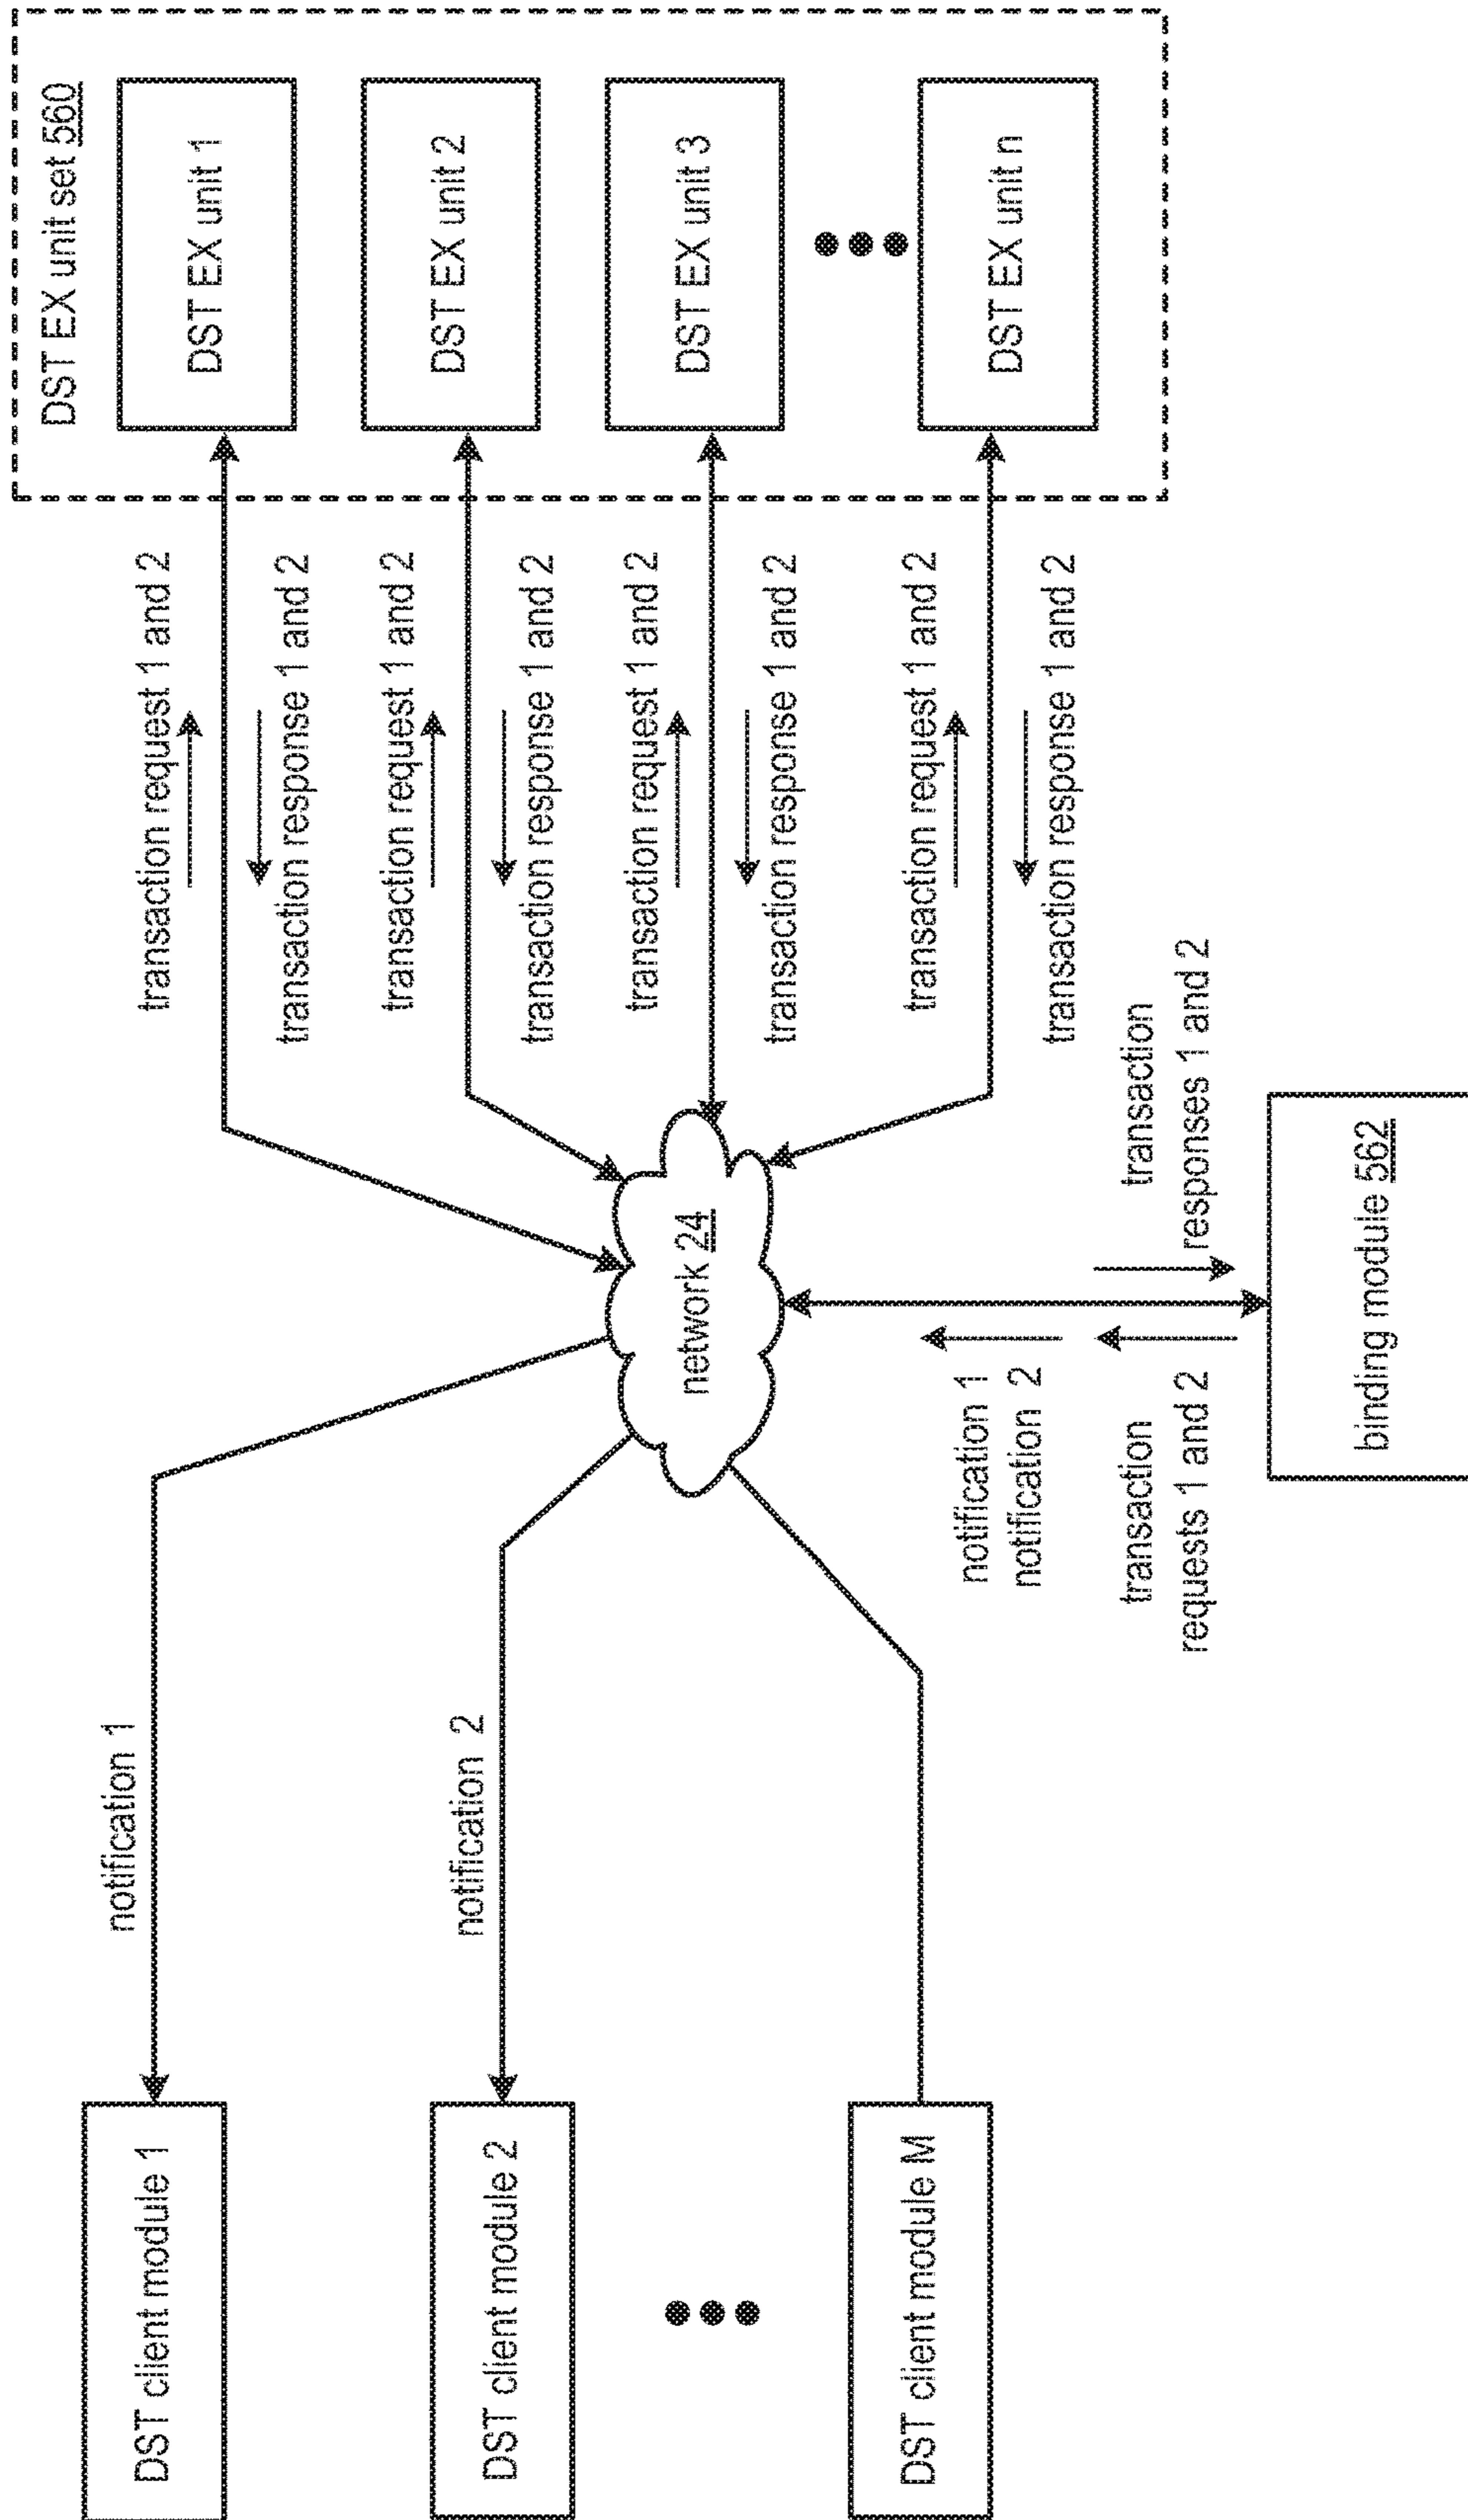 DST client module 1
DST client module 2
DST client module M
notification 1
notification 2
network 24
notification 1
notification 2
transaction
requests 1 and 2
transaction
responses 1 and 2
binding module 562
transaction request 1 and 2
transaction response 1 and 2
transaction request 1 and 2
transaction response 1 and 2
transaction request 1 and 2
transaction response 1 and 2
transaction request 1 and 2
transaction response 1 and 2
DST EX unit set 560
DST EX unit 1
DST EX unit 2
DST EX unit 3
DST EX unit n